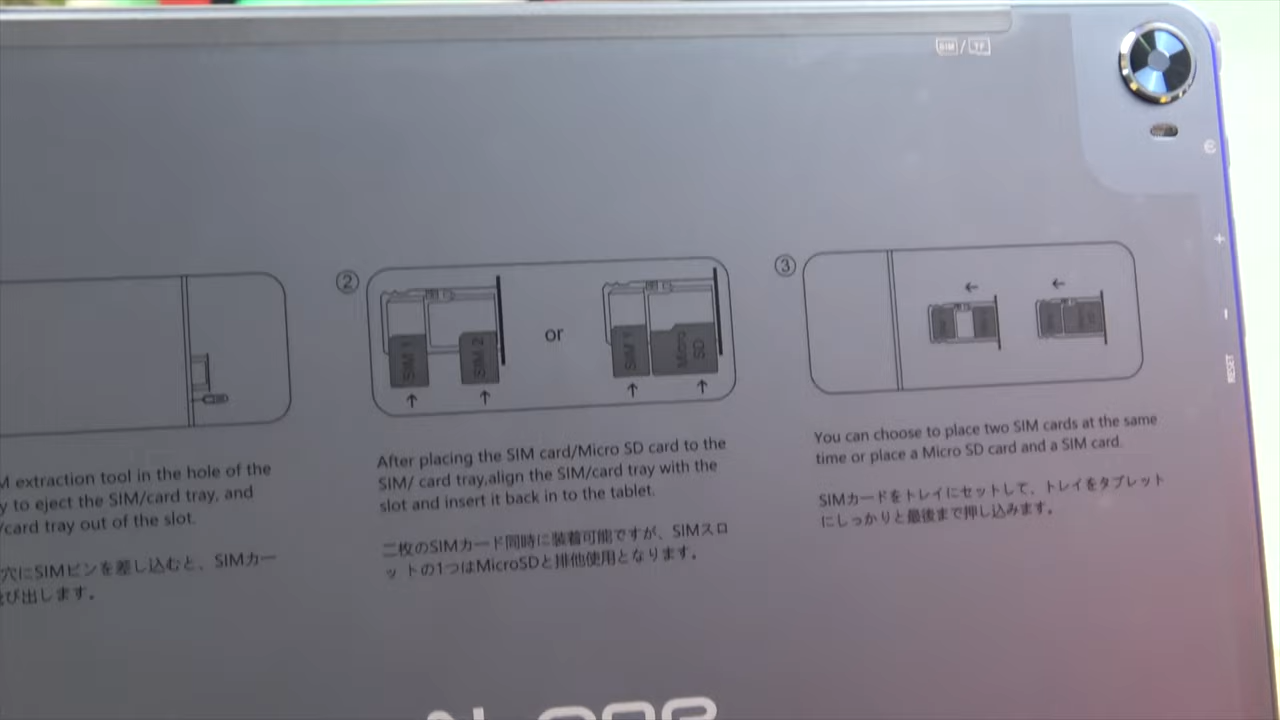 SIM / TF
+
-
RESET
②
SIM 1
SIM 2
or
SIM 1
Micro
SD
③
extraction tool in the hole of the
to eject the SIM/card tray, and
/card tray out of the slot.
穴にSIMピンを差し込むと、SIMカー
び出します。
After placing the SIM card/Micro SD card to the
SIM/ card tray,align the SIM/card tray with the
slot and insert it back in to the tablet.
二枚のSIMカード同時に装着可能ですが、SIMスロ
ットの1つはMicroSDと排他使用となります。
You can choose to place two SIM cards at the same
time or place a Micro SD card and a SIM card.
SIMカードをトレイにセットして、トレイをタブレット
にしっかりと最後まで押し込みます。